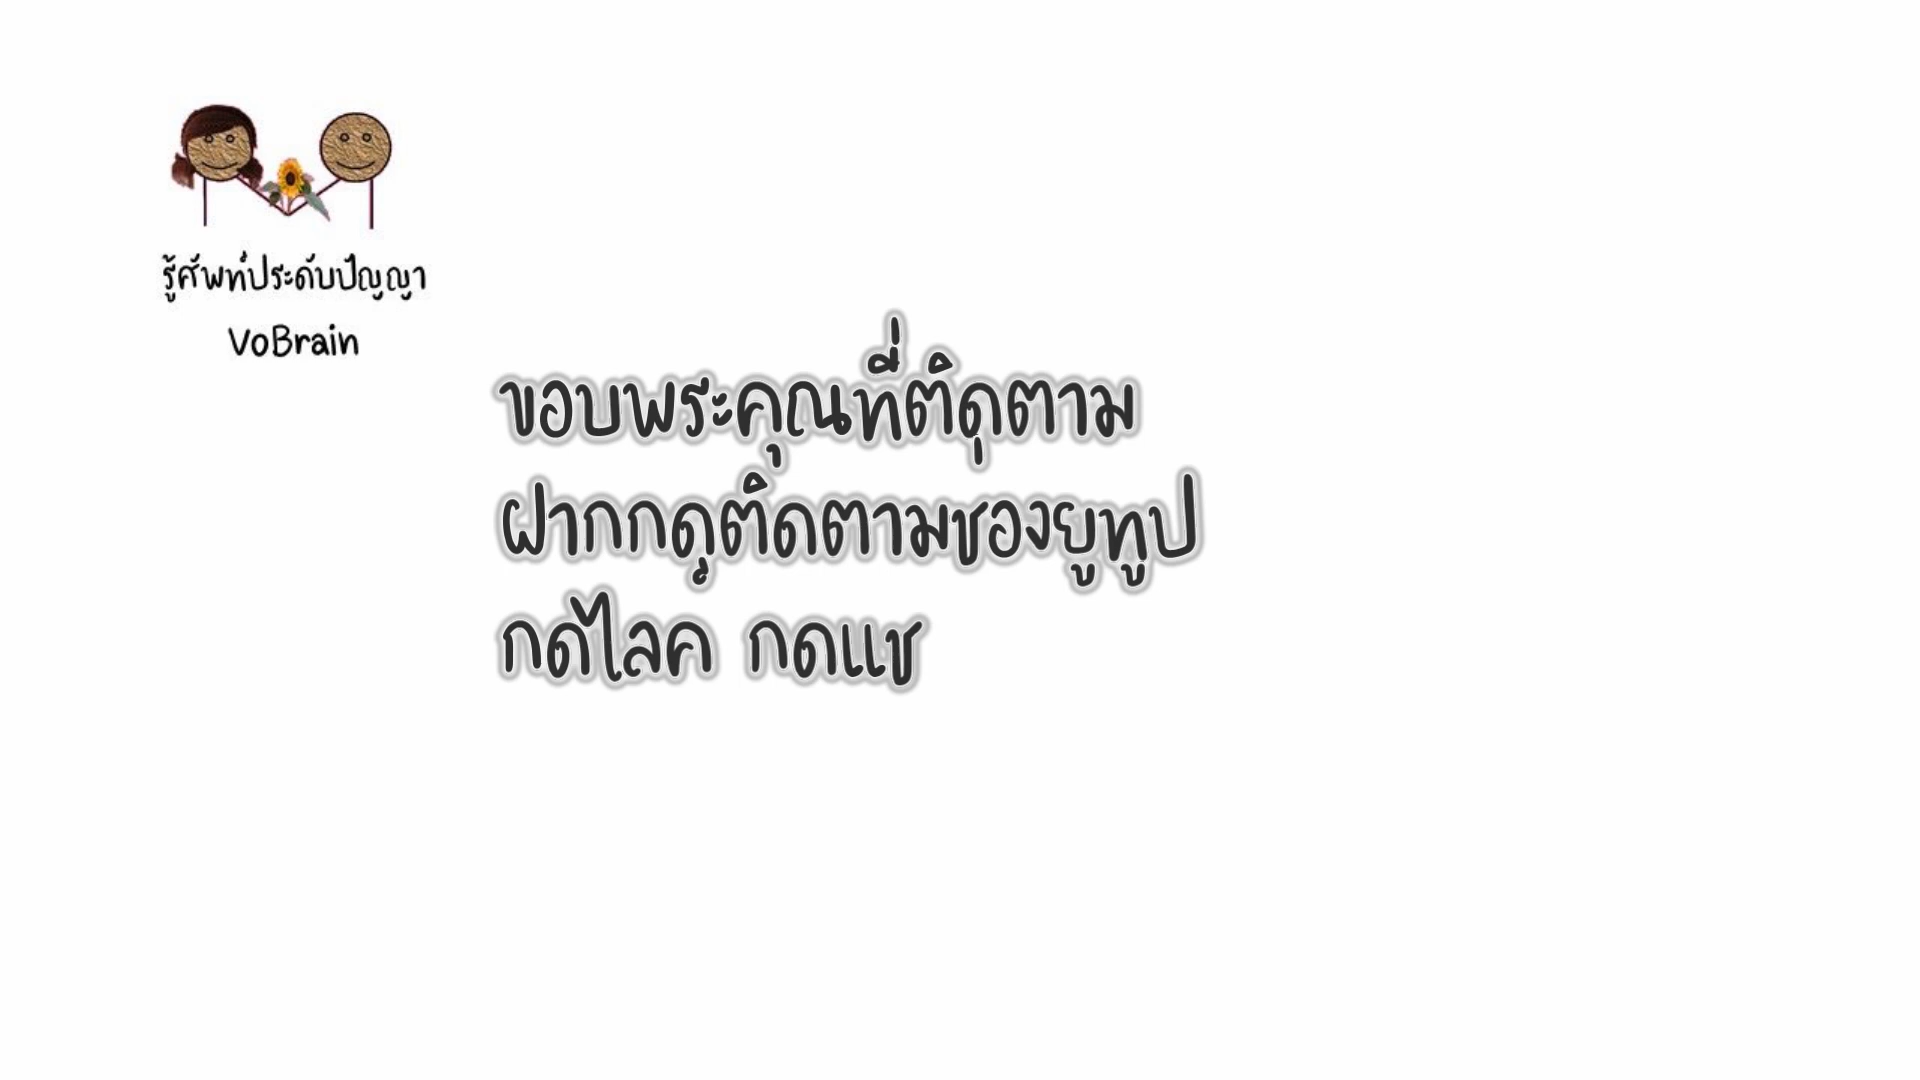 รู้ศัพท์ประดับปัญญา
VoBrain
ขอบพระคุณที่ติดุตาม
ฝากกดุติดตามช่องยูทูป
กดไลค กดแช